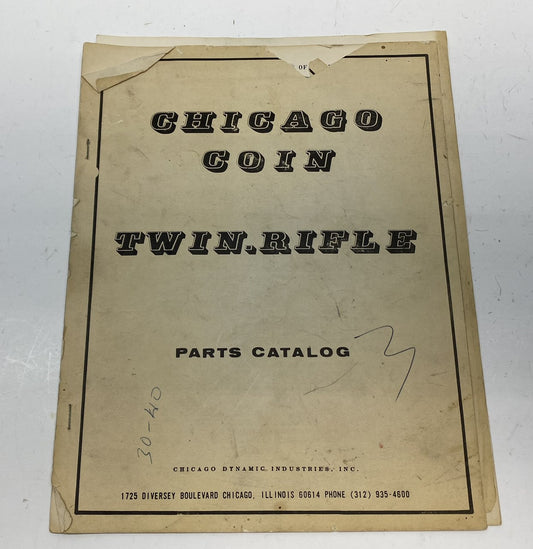 OF
CHICAGO
COIN
TWIN.RIFLE
PARTS CATALOG
30-40
CHICAGO DYNAMIC INDUSTRIES, INC.
1725 DIVERSEY BOULEVARD CHICAGO, ILLINOIS 60614 PHONE (312) 935-4600